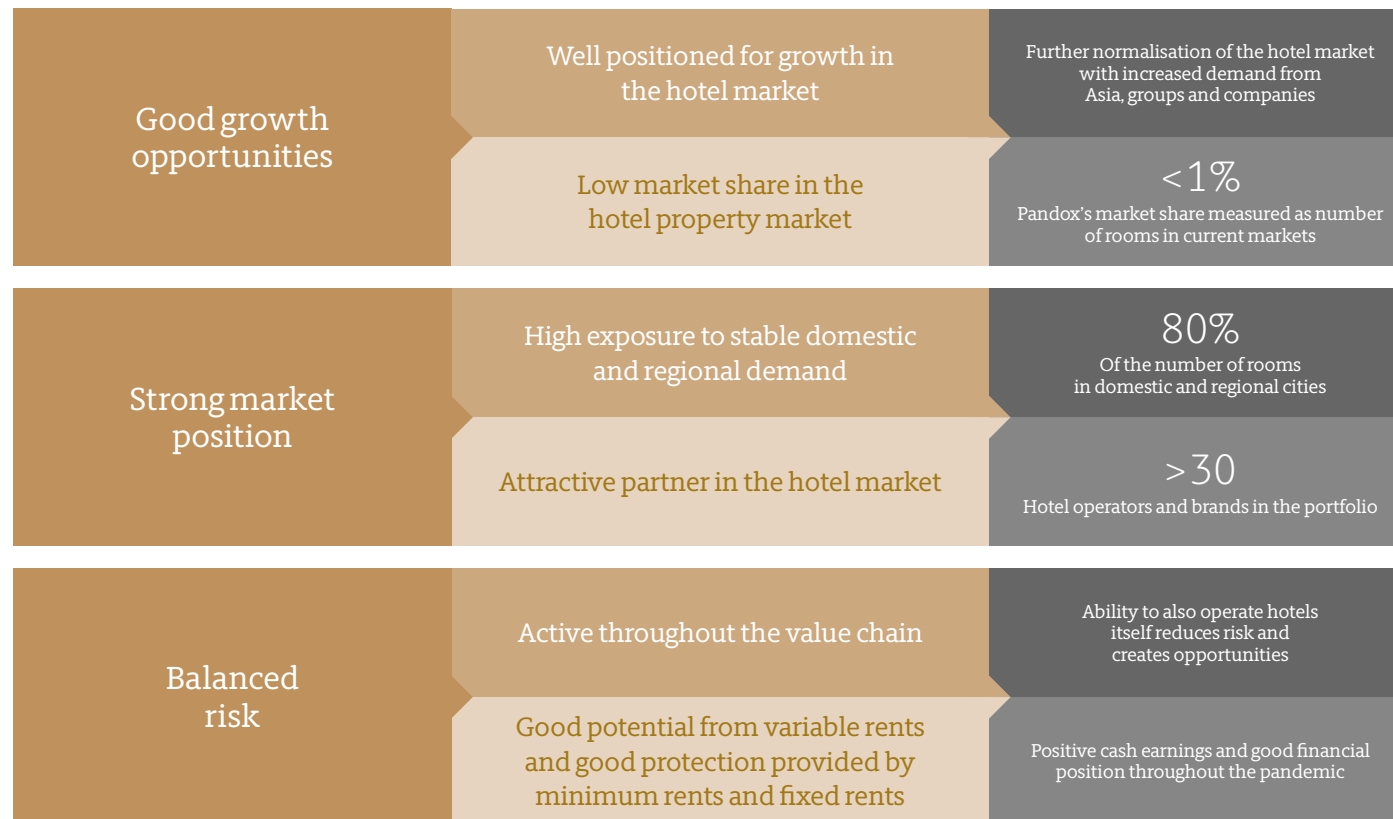 Good growth
opportunities
Well positioned for growth in
the hotel market
Further normalisation of the hotel market
with increased demand from
Asia, groups and companies
Low market share in the
hotel property market
<1%
Pandox's market share measured as number
of rooms in current markets
Strong market
position
High exposure to stable domestic
and regional demand
80%
Of the number of rooms
in domestic and regional cities
Attractive partner in the hotel market
>30
Hotel operators and brands in the portfolio
Balanced
risk
Active throughout the value chain
Ability to also operate hotels
itself reduces risk and
creates opportunities
Good potential from variable rents
and good protection provided by
minimum rents and fixed rents
Positive cash earnings and good financial
position throughout the pandemic